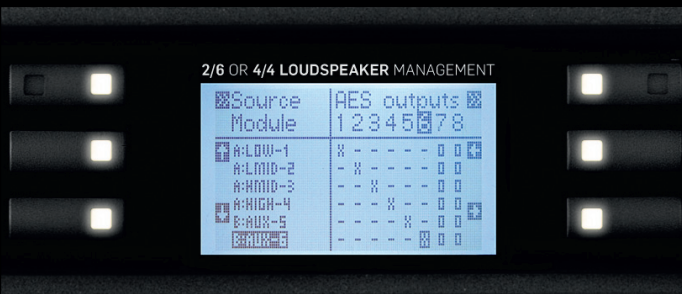 2/6 OR 4/4 LOUDSPEAKER MANAGEMENT
Source AES outputs
Module 12345678
A:LOW-1 X - - - - - 0 0
A:LMID-2 - X - - - - 0 0
A:HMID-3 - - X - - - 0 0
A:HIGH-4 - - - X - - 0 0
B:AUX-5 - - - - X - 0 0
B:AUX-6 - - - - - X 0 0